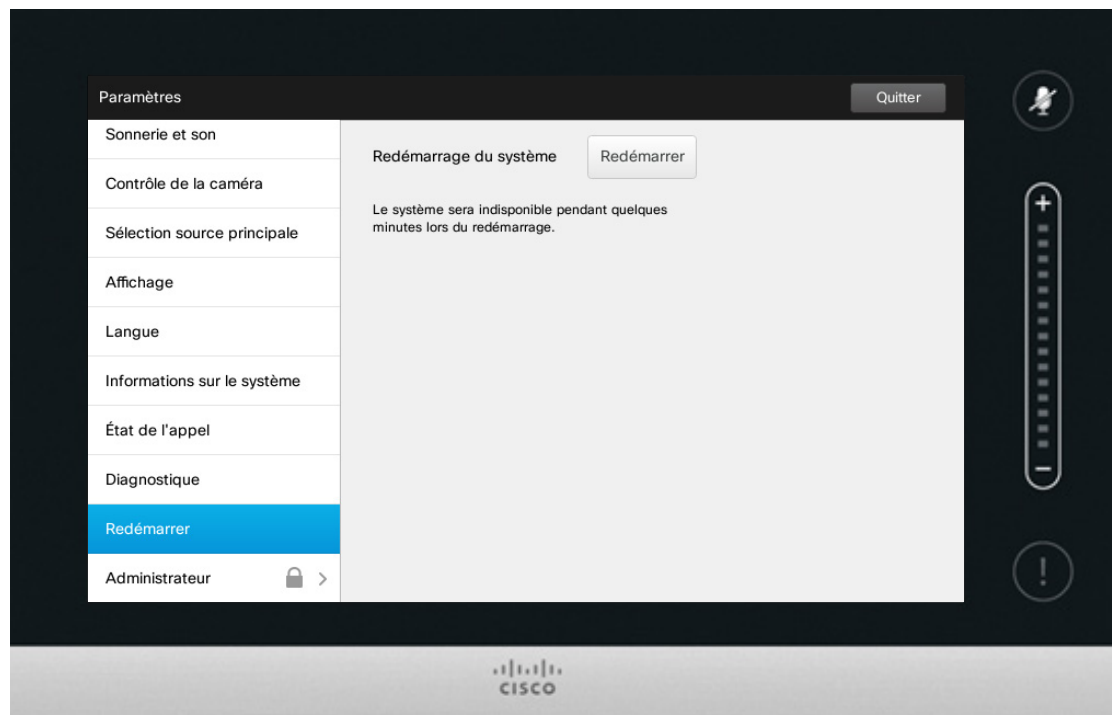 Paramètres
Quitter
Sonnerie et son
Contrôle de la caméra
Sélection source principale
Affichage
Langue
Informations sur le système
État de l'appel
Diagnostique
Redémarrer
Administrateur
Redémarrage du système
Redémarrer
Le système sera indisponible pendant quelques
minutes lors du redémarrage.
+
−
!
CISCO